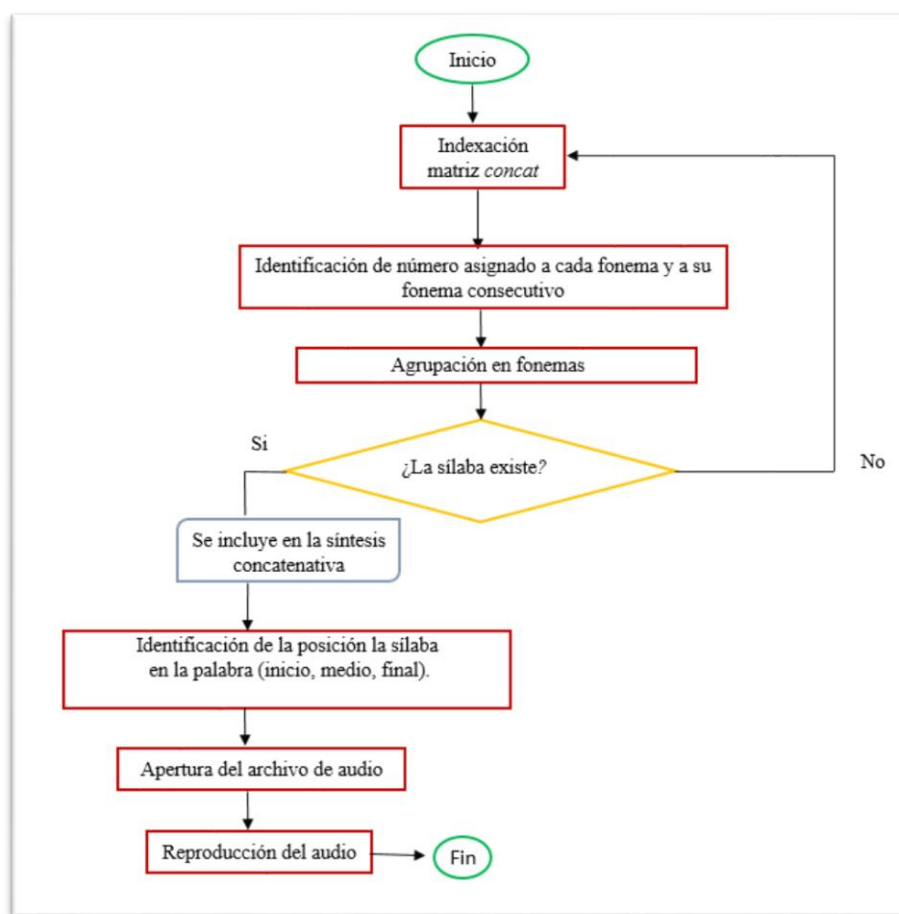 Inicio
Indexación
matriz concat
Identificación de número asignado a cada fonema y a su
fonema consecutivo
Agrupación en fonemas
Si
¿La sílaba existe?
No
Se incluye en la síntesis
concatenativa
Identificación de la posición la sílaba
en la palabra (inicio, medio, final).
Apertura del archivo de audio
Reproducción del audio
Fin